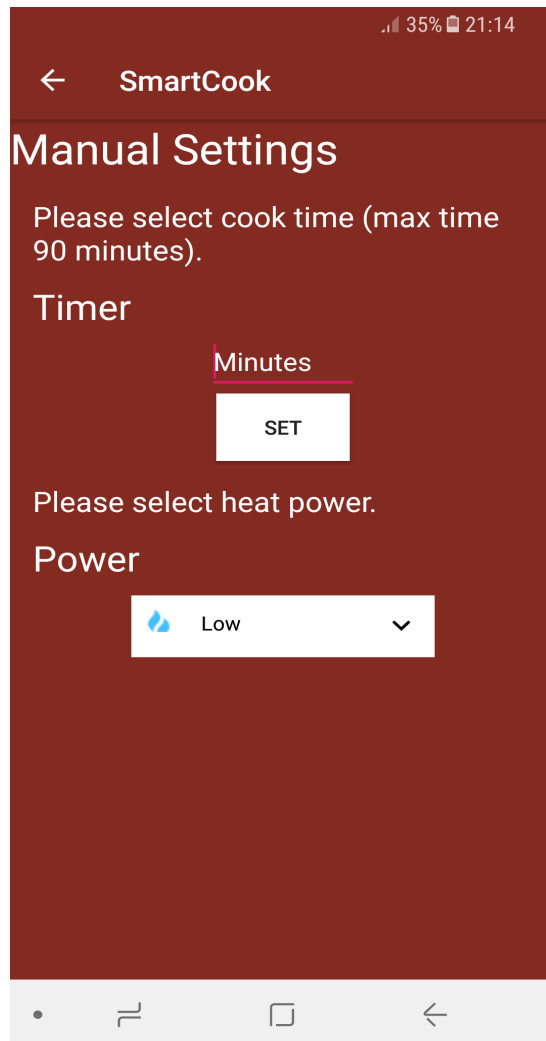 35% 21:14
SmartCook
Manual Settings
Please select cook time (max time
90 minutes).
Timer
Minutes
SET
Please select heat power.
Power
Low